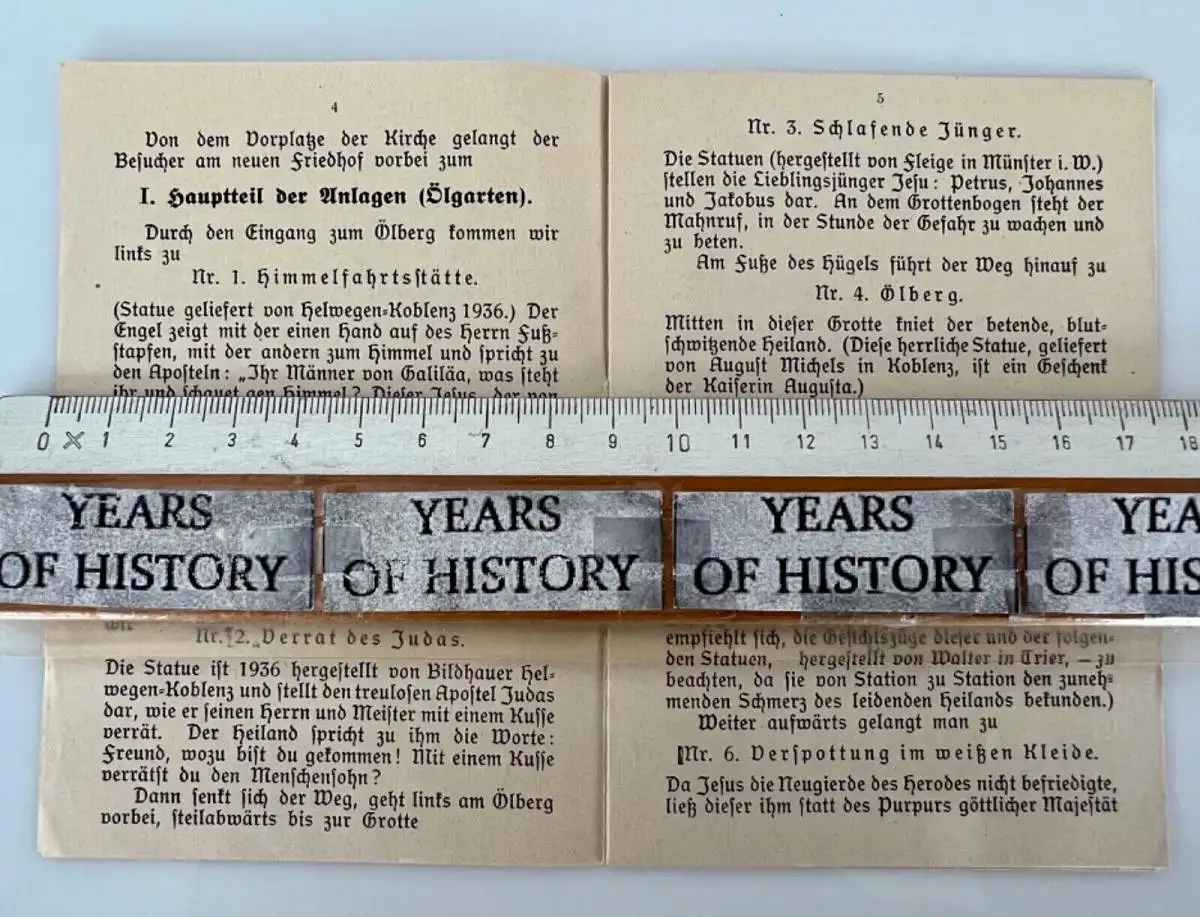 4
Von dem Vorplatze der Kirche gelangt der
Besucher am neuen Friedhof vorbei zum
I. Hauptteil der Anlagen (Ölgarten).
Durch den Eingang zum Ölberg kommen wir
links zu
Nr. 1. Himmelfahrtsstätte.
(Statue geliefert von Helwegen-Koblenz 1936.) Der
Engel zeigt mit der einen Hand auf des Herrn Fuß-
stapfen, mit der andern zum Himmel und spricht zu
den Aposteln: „Ihr Männer von Galiläa, was steht
ihr und schauet gen Himmel? Dieser Jesus, der von
wir
Nr. 2. Verrat des Judas.
Die Statue ist 1936 hergestellt von Bildhauer Hel-
wegen-Koblenz und stellt den treulosen Apostel Judas
dar, wie er seinen Herrn und Meister mit einem Kusse
verrät. Der Heiland spricht zu ihm die Worte:
Freund, wozu bist du gekommen! Mit einem Kusse
verrätst du den Menschensohn?
Dann senkt sich der Weg, geht links am Ölberg
vorbei, steilabwärts bis zur Grotte
5
Nr. 3. Schlafende Jünger.
Die Statuen (hergestellt von Fleige in Münster i. W.)
stellen die Lieblingsjünger Jesu: Petrus, Johannes
und Jakobus dar. An dem Grottenbogen steht der
Mahnruf, in der Stunde der Gefahr zu wachen und
zu beten.
Am Fuße des Hügels führt der Weg hinauf zu
Nr. 4. Ölberg.
Mitten in dieser Grotte kniet der betende, blut-
schwitzende Heiland. (Diese herrliche Statue, geliefert
von August Michels in Koblenz, ist ein Geschenk
der Kaiserin Augusta.)
empfiehlt sich, die Gesichtszüge dieser und der folgen-
den Statuen, hergestellt von Walter in Trier, — zu
beachten, da sie von Station zu Station den zuneh-
menden Schmerz des leidenden Heilands bekunden.)
Weiter aufwärts gelangt man zu
Nr. 6. Verspottung im weißen Kleide.
Da Jesus die Neugierde des Herodes nicht befriedigte,
ließ dieser ihm statt des Purpurs göttlicher Majestät
0 1 2 3 4 5 6 7 8 9 10 11 12 13 14 15 16 17 18
YEARS
OF HISTORY
YEARS
OF HISTORY
YEARS
OF HISTORY
YEA
OF HIS